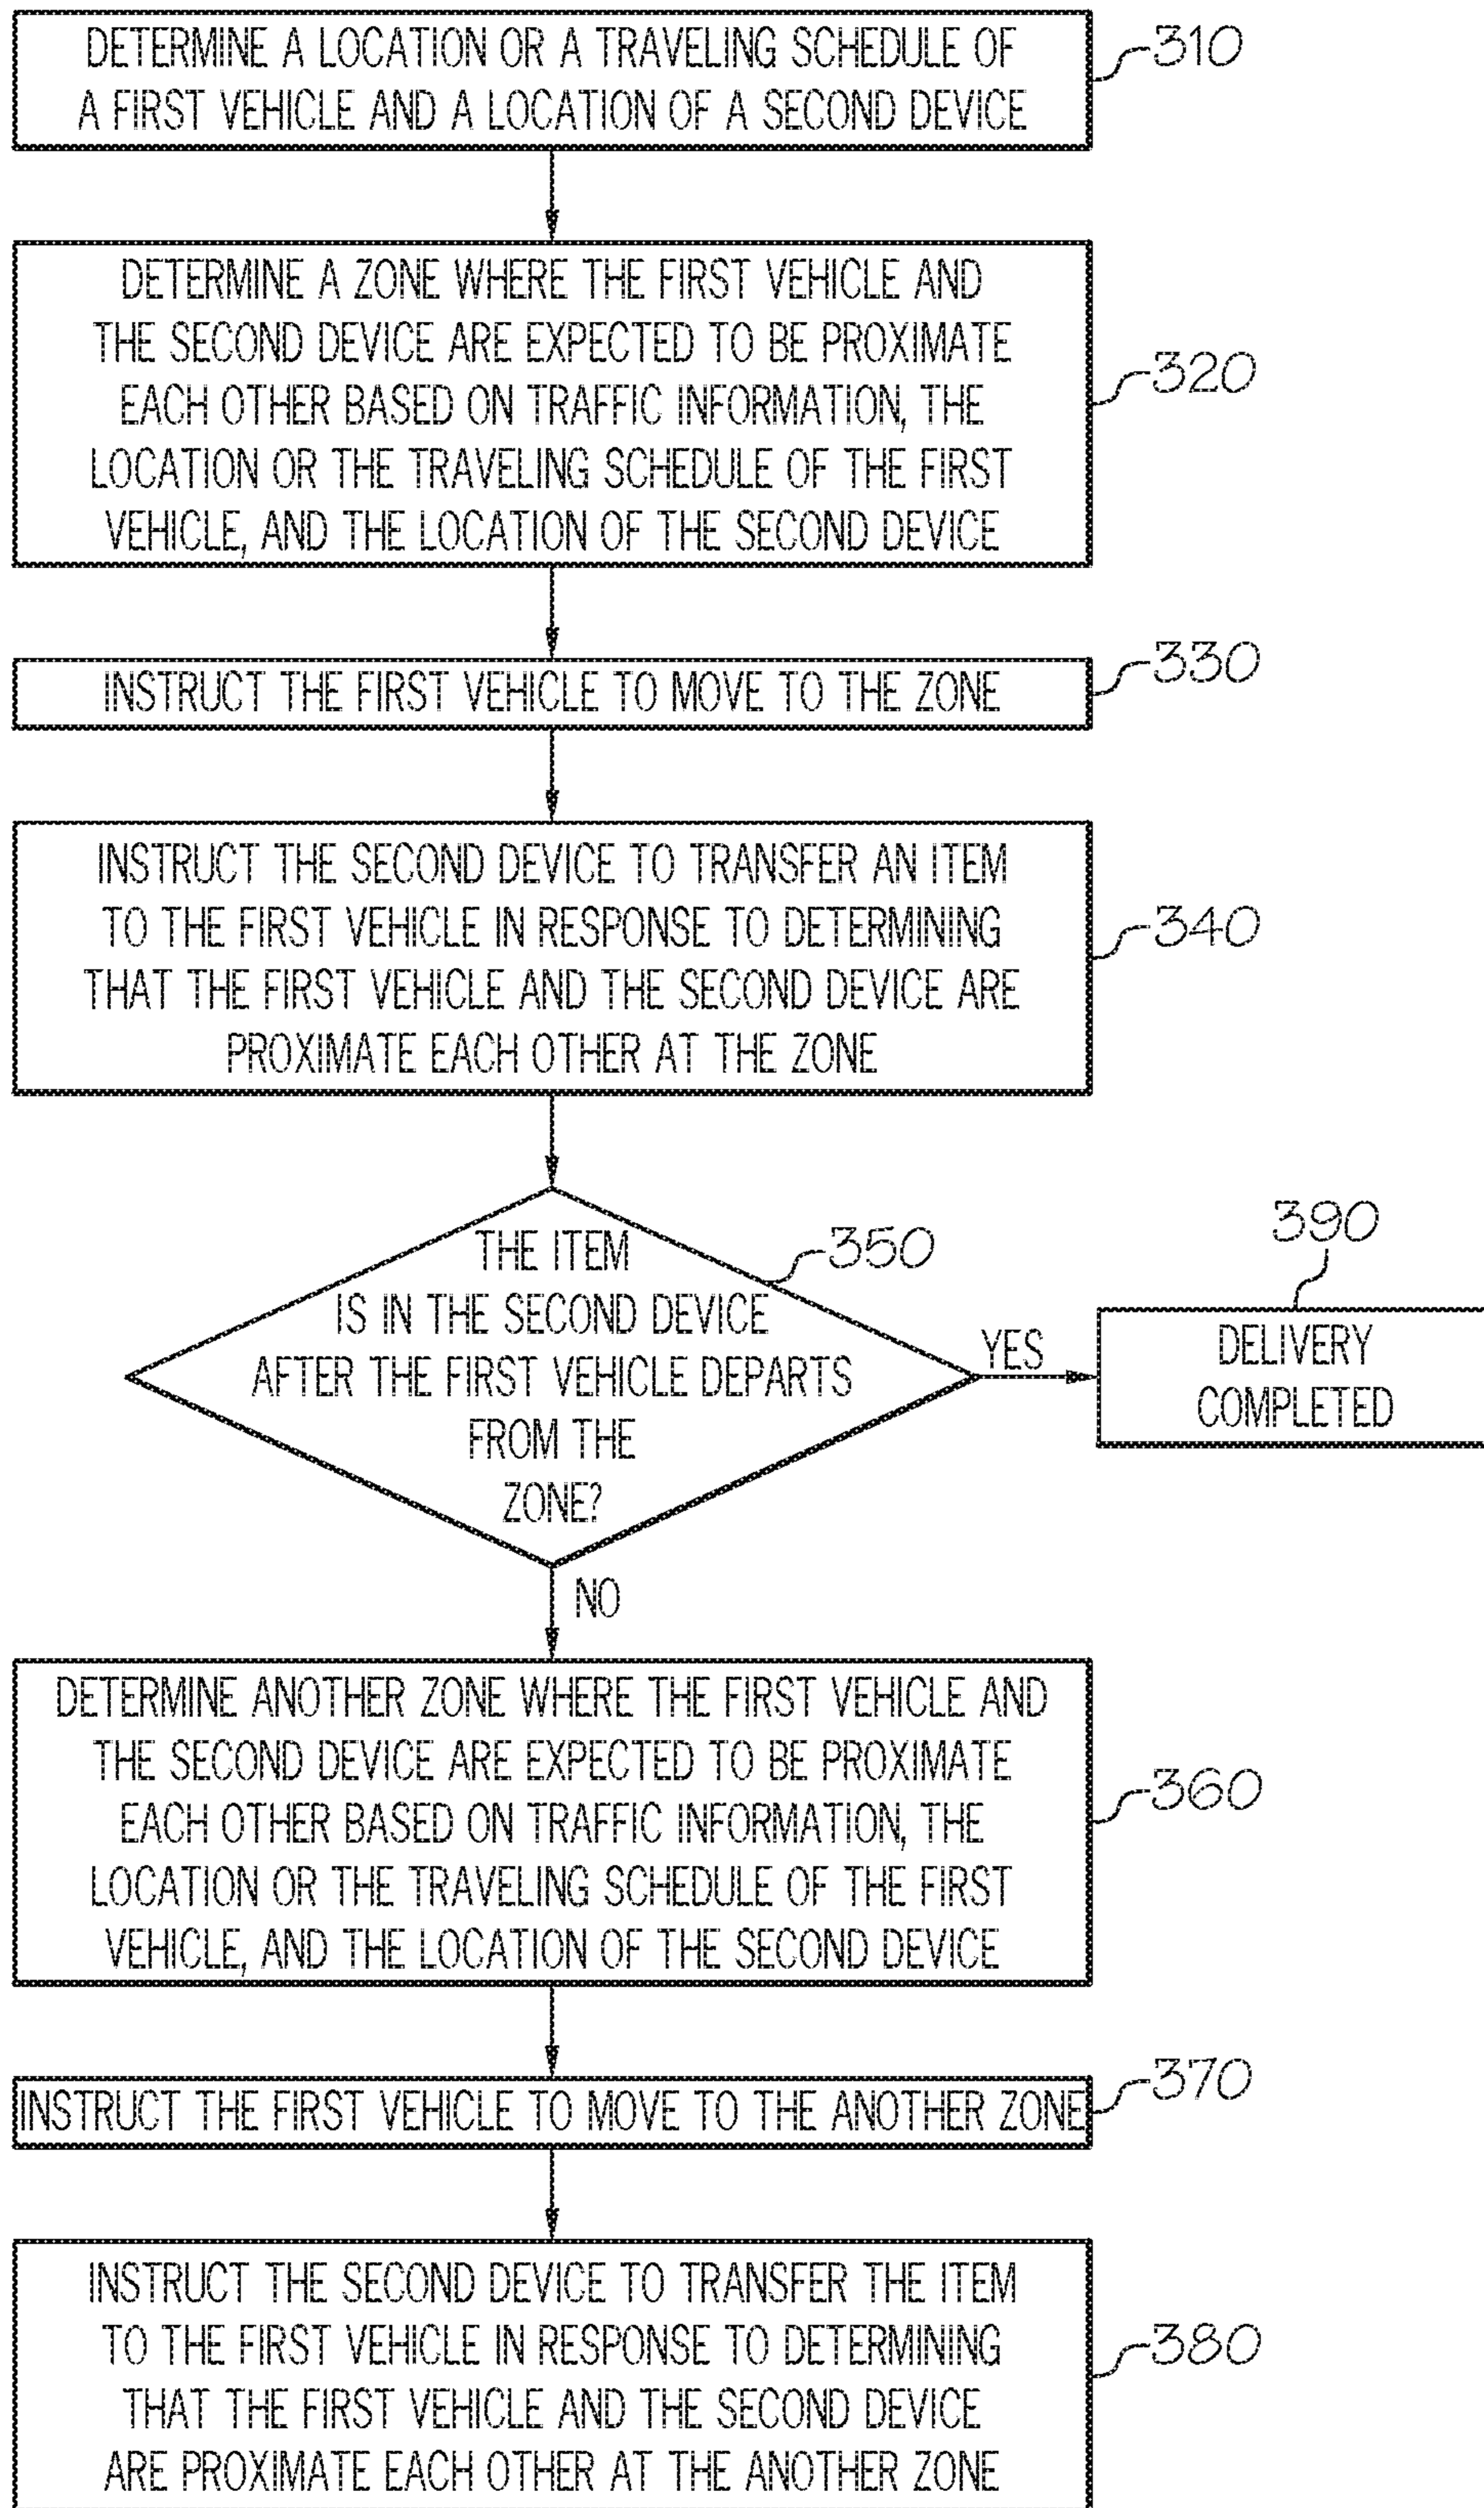 DETERMINE A LOCATION OR A TRAVELING SCHEDULE OF
A FIRST VEHICLE AND A LOCATION OF A SECOND DEVICE
310
DETERMINE A ZONE WHERE THE FIRST VEHICLE AND
THE SECOND DEVICE ARE EXPECTED TO BE PROXIMATE
EACH OTHER BASED ON TRAFFIC INFORMATION, THE
LOCATION OR THE TRAVELING SCHEDULE OF THE FIRST
VEHICLE, AND THE LOCATION OF THE SECOND DEVICE
320
INSTRUCT THE FIRST VEHICLE TO MOVE TO THE ZONE
330
INSTRUCT THE SECOND DEVICE TO TRANSFER AN ITEM
TO THE FIRST VEHICLE IN RESPONSE TO DETERMINING
THAT THE FIRST VEHICLE AND THE SECOND DEVICE ARE
PROXIMATE EACH OTHER AT THE ZONE
340
THE ITEM
IS IN THE SECOND DEVICE
AFTER THE FIRST VEHICLE DEPARTS
FROM THE
ZONE?
350
YES
390
DELIVERY
COMPLETED
NO
DETERMINE ANOTHER ZONE WHERE THE FIRST VEHICLE AND
THE SECOND DEVICE ARE EXPECTED TO BE PROXIMATE
EACH OTHER BASED ON TRAFFIC INFORMATION, THE
LOCATION OR THE TRAVELING SCHEDULE OF THE FIRST
VEHICLE, AND THE LOCATION OF THE SECOND DEVICE
360
INSTRUCT THE FIRST VEHICLE TO MOVE TO THE ANOTHER ZONE
370
INSTRUCT THE SECOND DEVICE TO TRANSFER THE ITEM
TO THE FIRST VEHICLE IN RESPONSE TO DETERMINING
THAT THE FIRST VEHICLE AND THE SECOND DEVICE
ARE PROXIMATE EACH OTHER AT THE ANOTHER ZONE
380